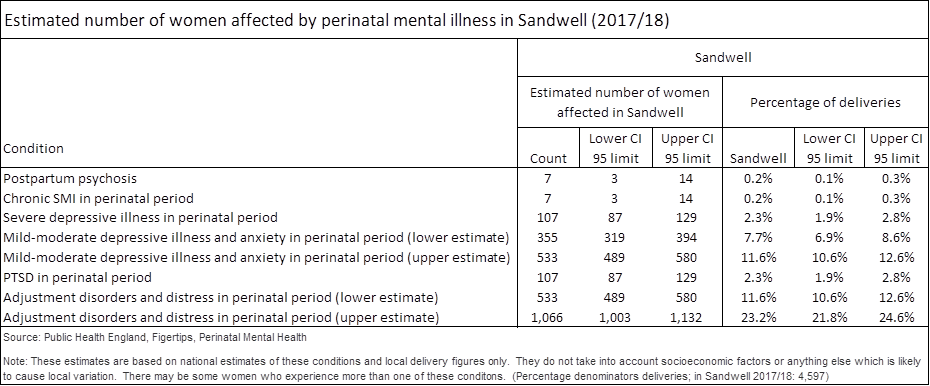 Estimated number of women affected by perinatal mental illness in Sandwell (2017/18)
Sandwell
Estimated number of women affected in Sandwell Percentage of deliveries
Condition Count Lower CI 95 limit Upper CI 95 limit Sandwell Lower CI 95 limit Upper CI 95 limit
Postpartum psychosis 7 3 14 0.2% 0.1% 0.3%
Chronic SMI in perinatal period 7 3 14 0.2% 0.1% 0.3%
Severe depressive illness in perinatal period 107 87 129 2.3% 1.9% 2.8%
Mild-moderate depressive illness and anxiety in perinatal period (lower estimate) 355 319 394 7.7% 6.9% 8.6%
Mild-moderate depressive illness and anxiety in perinatal period (upper estimate) 533 489 580 11.6% 10.6% 12.6%
PTSD in perinatal period 107 87 129 2.3% 1.9% 2.8%
Adjustment disorders and distress in perinatal period (lower estimate) 533 489 580 11.6% 10.6% 12.6%
Adjustment disorders and distress in perinatal period (upper estimate) 1,066 1,003 1,132 23.2% 21.8% 24.6%
Source: Public Health England, Figertips, Perinatal Mental Health
Note: These estimates are based on national estimates of these conditions and local delivery figures only. They do not take into account socioeconomic factors or anything else which is likely
to cause local variation. There may be some women who experience more than one of these conditons. (Percentage denominators deliveries; in Sandwell 2017/18: 4,597)